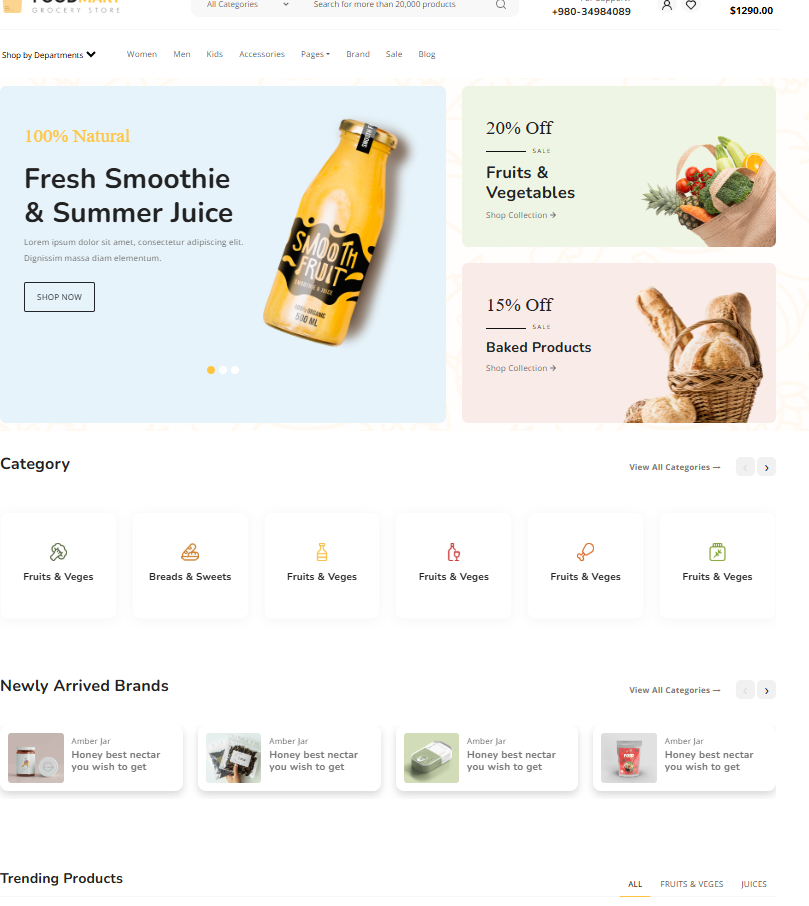 FOODMART
GROCERY STORE
All Categories
Search for more than 20,000 products
+980-34984089
$1290.00
Shop by Departments
Women
Men
Kids
Accessories
Pages
Brand
Sale
Blog
100% Natural
Fresh Smoothie
& Summer Juice
Lorem ipsum dolor sit amet, consectetur adipiscing elit.
Dignissim massa diam elementum.
SHOP NOW
SMOOTH
FRUIT
100% ORGANIC
500 ML
20% Off
SALE
Fruits &
Vegetables
Shop Collection →
15% Off
SALE
Baked Products
Shop Collection →
Category
View All Categories →
‹ ›
Fruits & Veges
Breads & Sweets
Fruits & Veges
Fruits & Veges
Fruits & Veges
Fruits & Veges
Newly Arrived Brands
View All Categories →
‹ ›
Amber Jar
Honey best nectar
you wish to get
Amber Jar
Honey best nectar
you wish to get
Amber Jar
Honey best nectar
you wish to get
Amber Jar
Honey best nectar
you wish to get
Trending Products
ALL
FRUITS & VEGES
JUICES